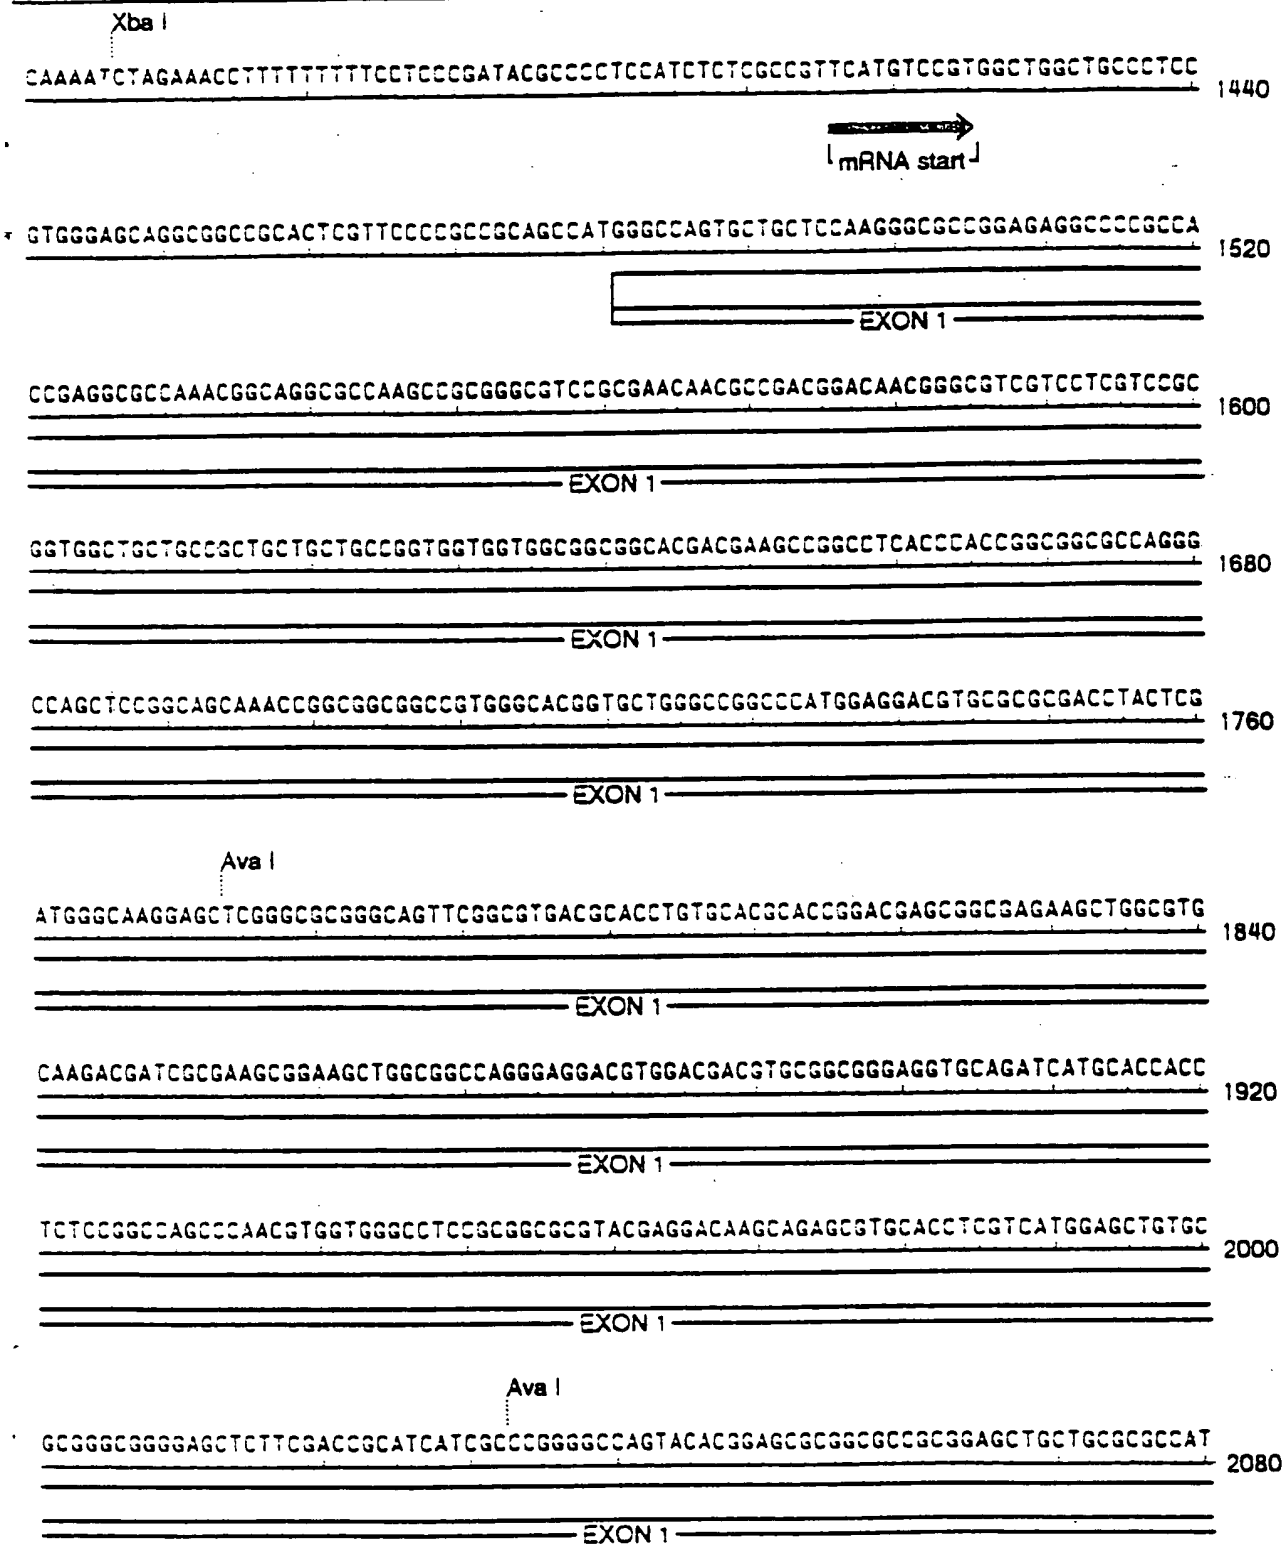 Xba I
CAAAATCTAGAAACCTTTTTTTTTCCTCCCGATACGCCCCTCCATCTCTCGCCGTTCATGTCCGTGGCTGGCTGCCCTCC
1440
mRNA start
GTGGGAGCAGGCGGCCGCACTCGTTCCCCGCCGCAGCCATGGGCCAGTGCTGCTCCAAGGGCGCCGGAGAGGCCCCGCCA
1520
EXON 1
CCGAGGCGCCAAACGGCAGGCGCCAAGCCGCGGGCGTCCGCGAACAACGCCGACGGACAACGGGCGTCGTCCTCGTCCGC
1600
EXON 1
GGTGGCTGCTGCCGCTGCTGCTGCCGGTGGTGGTGGCGGCGGCACGACGAAGCCGGCCTCACCCACCGGCGGCGCCAGGG
1680
EXON 1
CCAGCTCCGGCAGCAAACCGGCGGCGGCCGTGGGCACGGTGCTGGGCCGGCCCATGGAGGACGTGCGCGCGACCTACTCG
1760
EXON 1
Ava I
ATGGGCAAGGAGCTCGGGCGCGGGCAGTTCGGCGTGACGCACCTGTGCACGCACCGGACGAGCGGCGAGAAGCTGGCGTG
1840
EXON 1
CAAGACGATCGCGAAGCGGAAGCTGGCGGCCAGGGAGGACGTGGACGACGTGCGGCGGGAGGTGCAGATCATGCACCACC
1920
EXON 1
TCTCCGGCCAGCCCAACGTGGTGGGCCTCCGCGGCGCGTACGAGGACAAGCAGAGCGTGCACCTCGTCATGGAGCTGTGC
2000
EXON 1
Ava I
GCGGGCGGGGAGCTCTTCGACCGCATCATCGCCCGGGGCCAGTACACGGAGCGCGGCGCCGCGGAGCTGCTGCGCGCCAT
2080
EXON 1